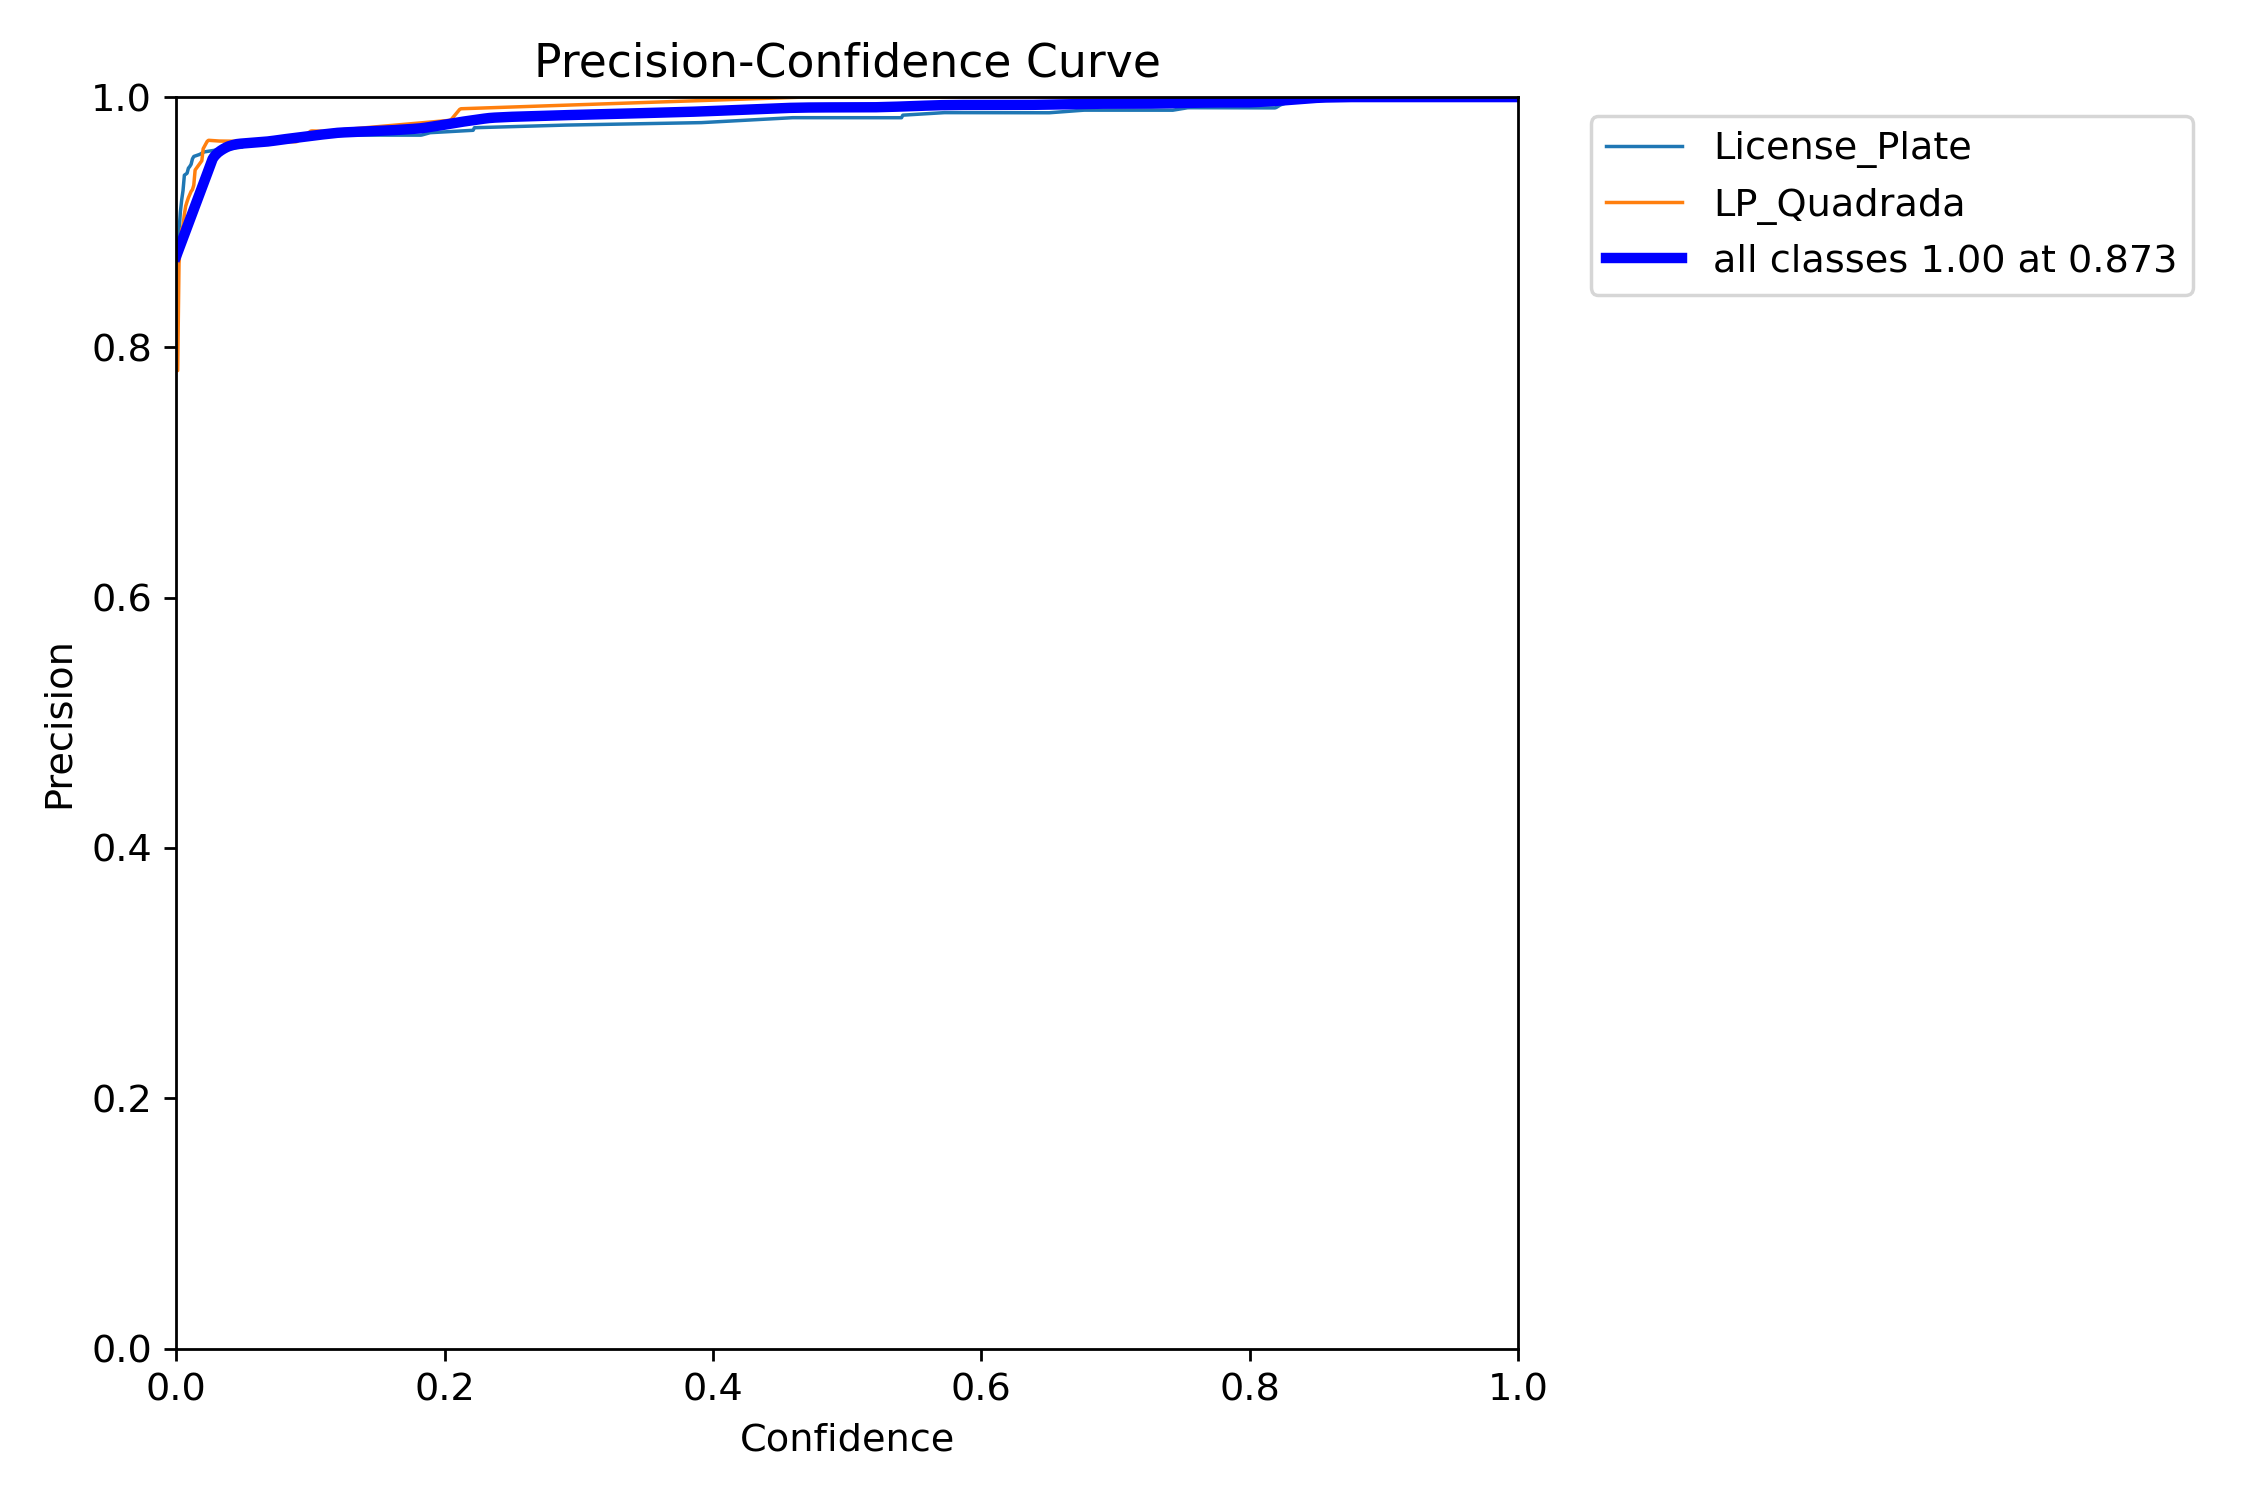 Precision-Confidence Curve
1.0
0.8
0.6
0.4
0.2
0.0
Precision
0.0 0.2 0.4 0.6 0.8 1.0
Confidence
License_Plate
LP_Quadrada
all classes 1.00 at 0.873